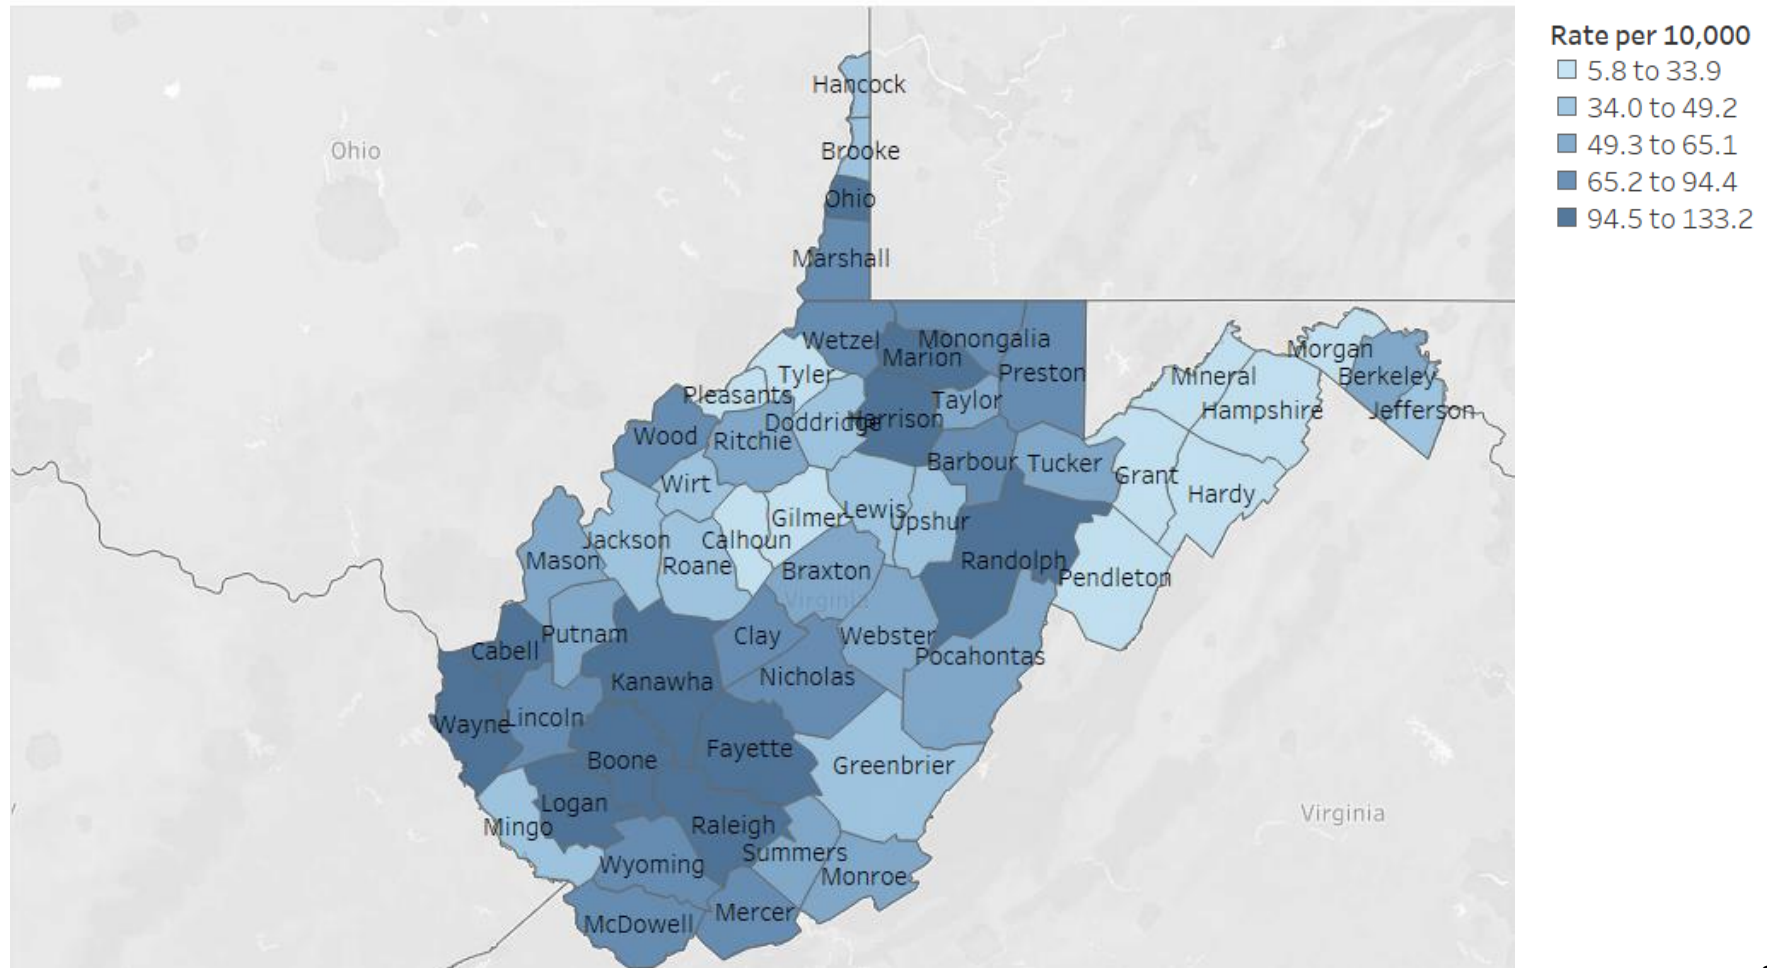 Rate per 10,000
5.8 to 33.9
34.0 to 49.2
49.3 to 65.1
65.2 to 94.4
94.5 to 133.2
Hancock
Ohio
Brooke
Ohio
Marshall
Wetzel
Monongalia
Marion
Morgan
Preston
Tyler
Mineral
Berkeley
Pleasants
Taylor
Hampshire
Jefferson
Doddridge
Harrison
Wood
Ritchie
Barbour
Tucker
Grant
Wirt
Hardy
Lewis
Gilmer
Upshur
Jackson
Calhoun
Mason
Roane
Braxton
Randolph
Pendleton
Virginia
Putnam
Clay
Webster
Cabell
Pocahontas
Kanawha
Nicholas
Wayne
Lincoln
Fayette
Boone
Greenbrier
Logan
Virginia
Mingo
Raleigh
Summers
Wyoming
Monroe
Mercer
McDowell